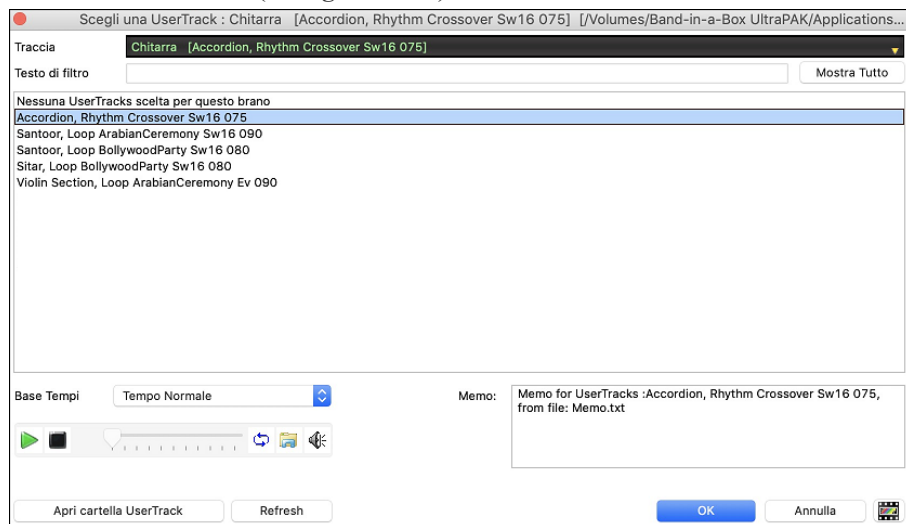 Scegli una UserTrack : Chitarra [Accordion, Rhythm Crossover Sw16 075] [/Volumes/Band-in-a-Box UltraPAK/Applications...
Traccia
Chitarra [Accordion, Rhythm Crossover Sw16 075]
Testo di filtro
Mostra Tutto
Nessuna UserTracks scelta per questo brano
Accordion, Rhythm Crossover Sw16 075
Santoor, Loop ArabianCeremony Sw16 090
Santoor, Loop BollywoodParty Sw16 080
Sitar, Loop BollywoodParty Sw16 080
Violin Section, Loop ArabianCeremony Ev 090
Base Tempi
Tempo Normale
Memo:
Memo for UserTracks :Accordion, Rhythm Crossover Sw16 075,
from file: Memo.txt
Apri cartella UserTrack
Refresh
OK
Annulla